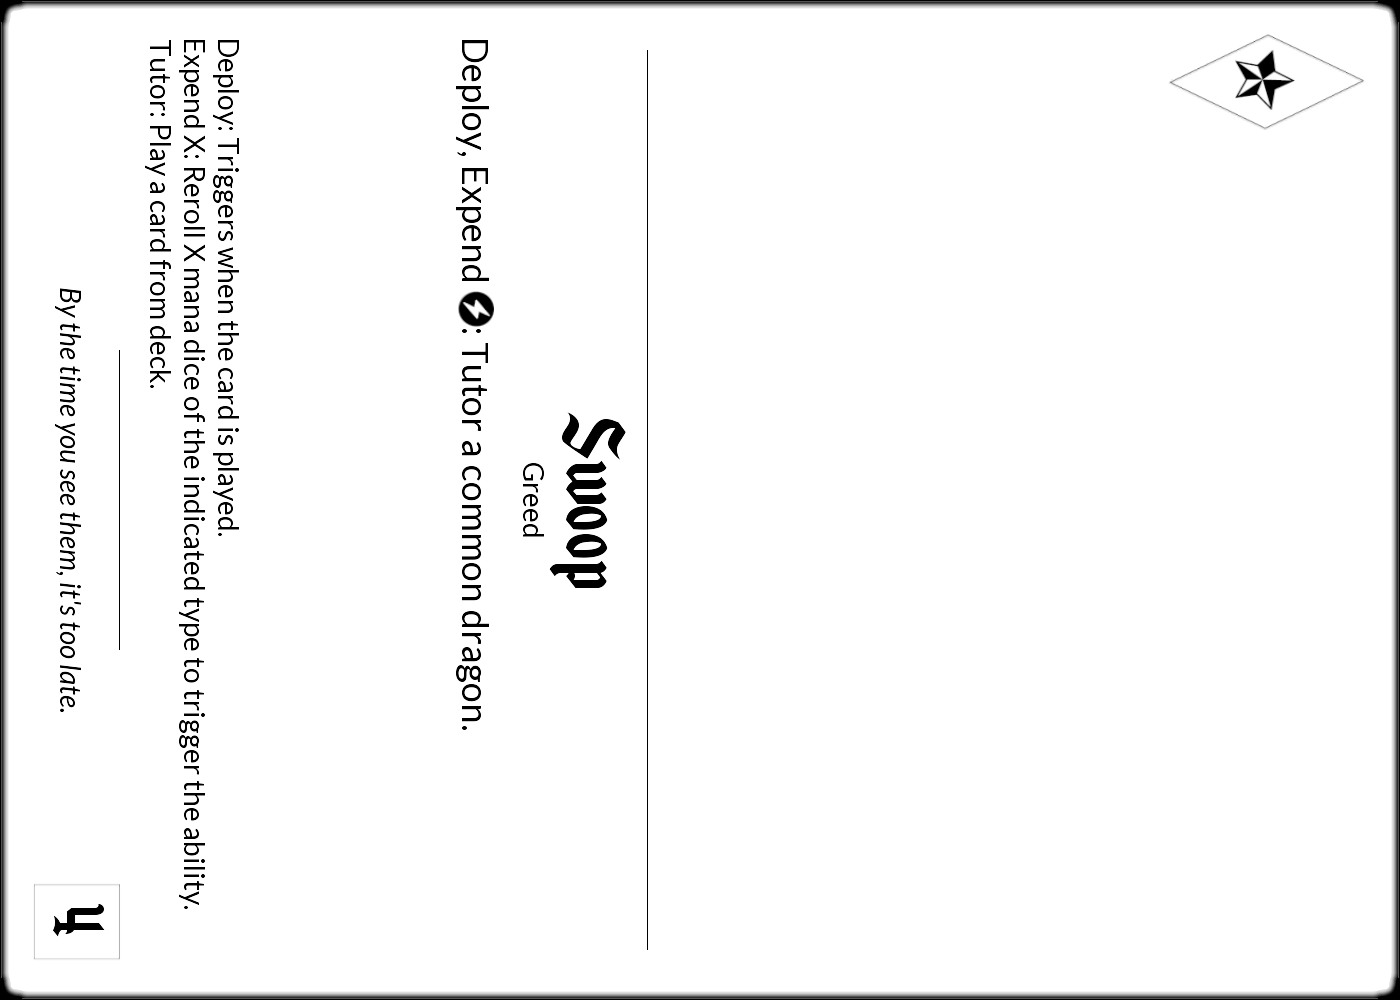 Swoop
Greed
Deploy, Expend : Tutor a common dragon.
Deploy: Triggers when the card is played.
Expend X: Reroll X mana dice of the indicated type to trigger the ability.
Tutor: Play a card from deck.
By the time you see them, it's too late.
4